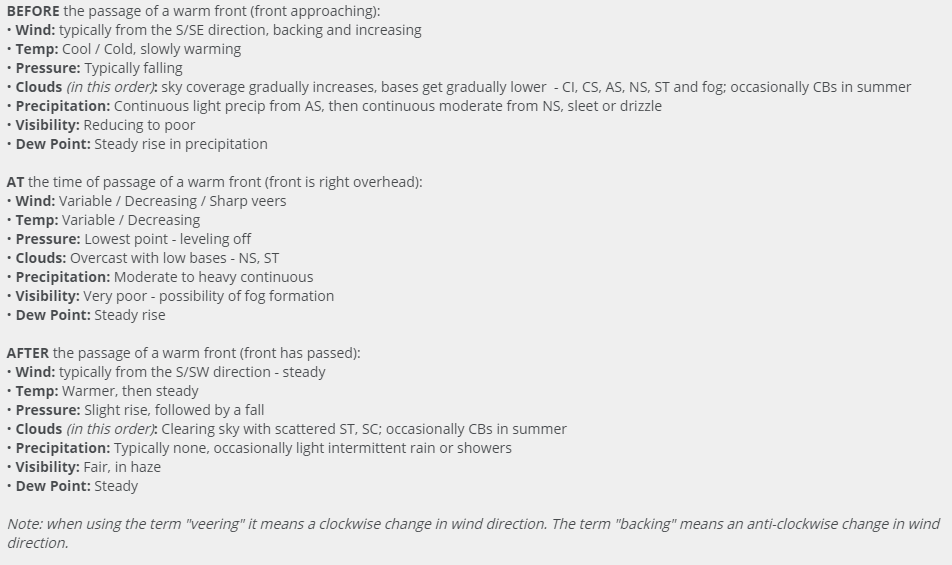 BEFORE the passage of a warm front (front approaching):
• Wind: typically from the S/SE direction, backing and increasing
• Temp: Cool / Cold, slowly warming
• Pressure: Typically falling
• Clouds (in this order): sky coverage gradually increases, bases get gradually lower - CI, CS, AS, NS, ST and fog; occasionally CBs in summer
• Precipitation: Continuous light precip from AS, then continuous moderate from NS, sleet or drizzle
• Visibility: Reducing to poor
• Dew Point: Steady rise in precipitation
AT the time of passage of a warm front (front is right overhead):
• Wind: Variable / Decreasing / Sharp veers
• Temp: Variable / Decreasing
• Pressure: Lowest point - leveling off
• Clouds: Overcast with low bases - NS, ST
• Precipitation: Moderate to heavy continuous
• Visibility: Very poor - possibility of fog formation
• Dew Point: Steady rise
AFTER the passage of a warm front (front has passed):
• Wind: typically from the S/SW direction - steady
• Temp: Warmer, then steady
• Pressure: Slight rise, followed by a fall
• Clouds (in this order): Clearing sky with scattered ST, SC; occasionally CBs in summer
• Precipitation: Typically none, occasionally light intermittent rain or showers
• Visibility: Fair, in haze
• Dew Point: Steady
Note: when using the term "veering" it means a clockwise change in wind direction. The term "backing" means an anti-clockwise change in wind
direction.